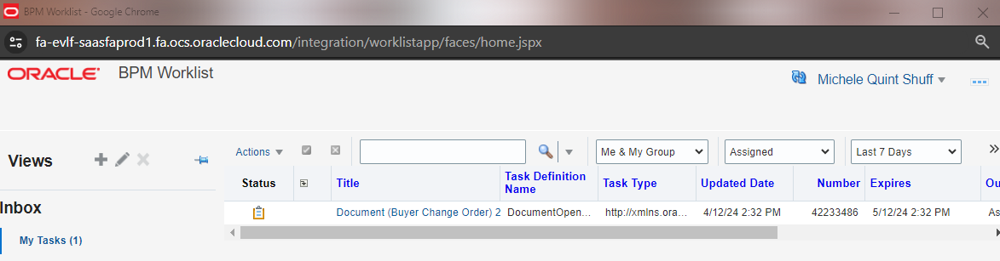 BPM Worklist - Google Chrome
fa-evlf-saasfaprod1.fa.ocs.oraclecloud.com/integration/worklistapp/faces/home.jspx
ORACLE BPM Worklist
Michele Quint Shuff
Views
Actions
Me & My Group
Assigned
Last 7 Days
Status Title Task Definition Name Task Type Updated Date Number Expires Ou
Document (Buyer Change Order) 2 DocumentOpen... http://xmlns.ora... 4/12/24 2:32 PM 42233486 5/12/24 2:32 PM As
Inbox
My Tasks (1)